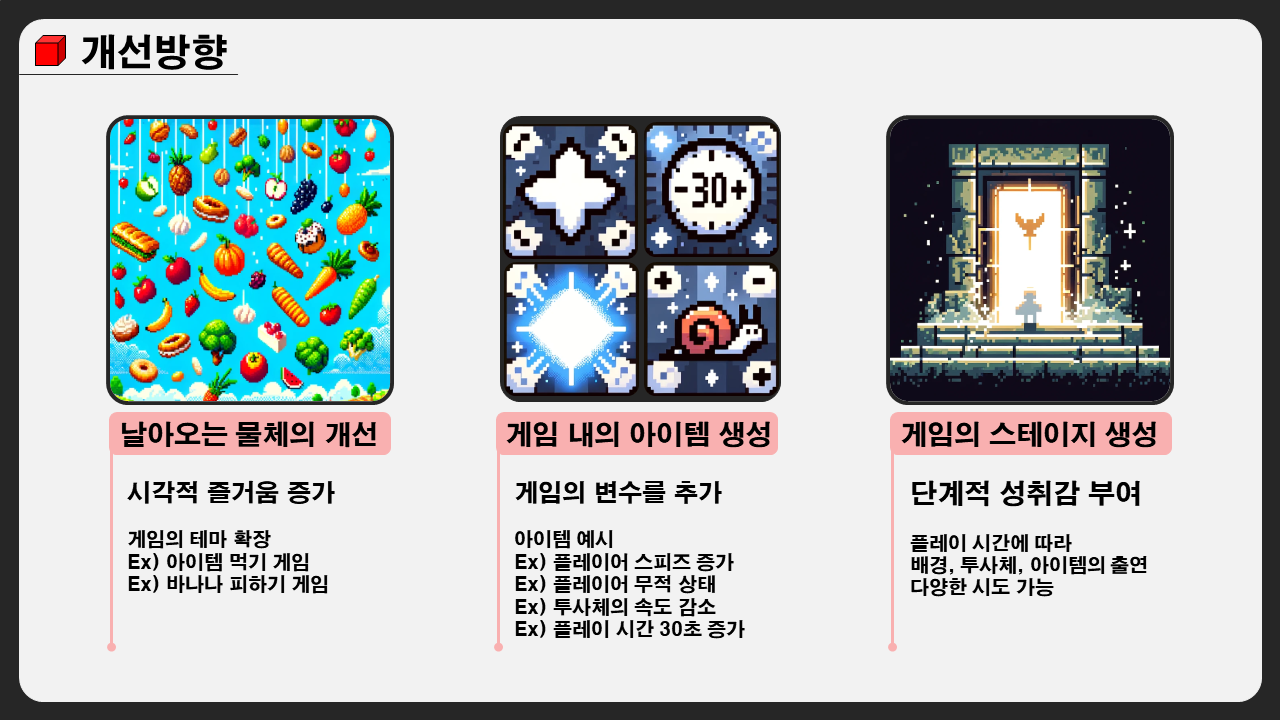 개선방향
-30+
날아오는 물체의 개선
시각적 즐거움 증가
게임의 테마 확장
Ex) 아이템 먹기 게임
Ex) 바나나 피하기 게임
게임 내의 아이템 생성
게임의 변수를 추가
아이템 예시
Ex) 플레이어 스피즈 증가
Ex) 플레이어 무적 상태
Ex) 투사체의 속도 감소
Ex) 플레이 시간 30초 증가
게임의 스테이지 생성
단계적 성취감 부여
플레이 시간에 따라
배경, 투사체, 아이템의 출연
다양한 시도 가능